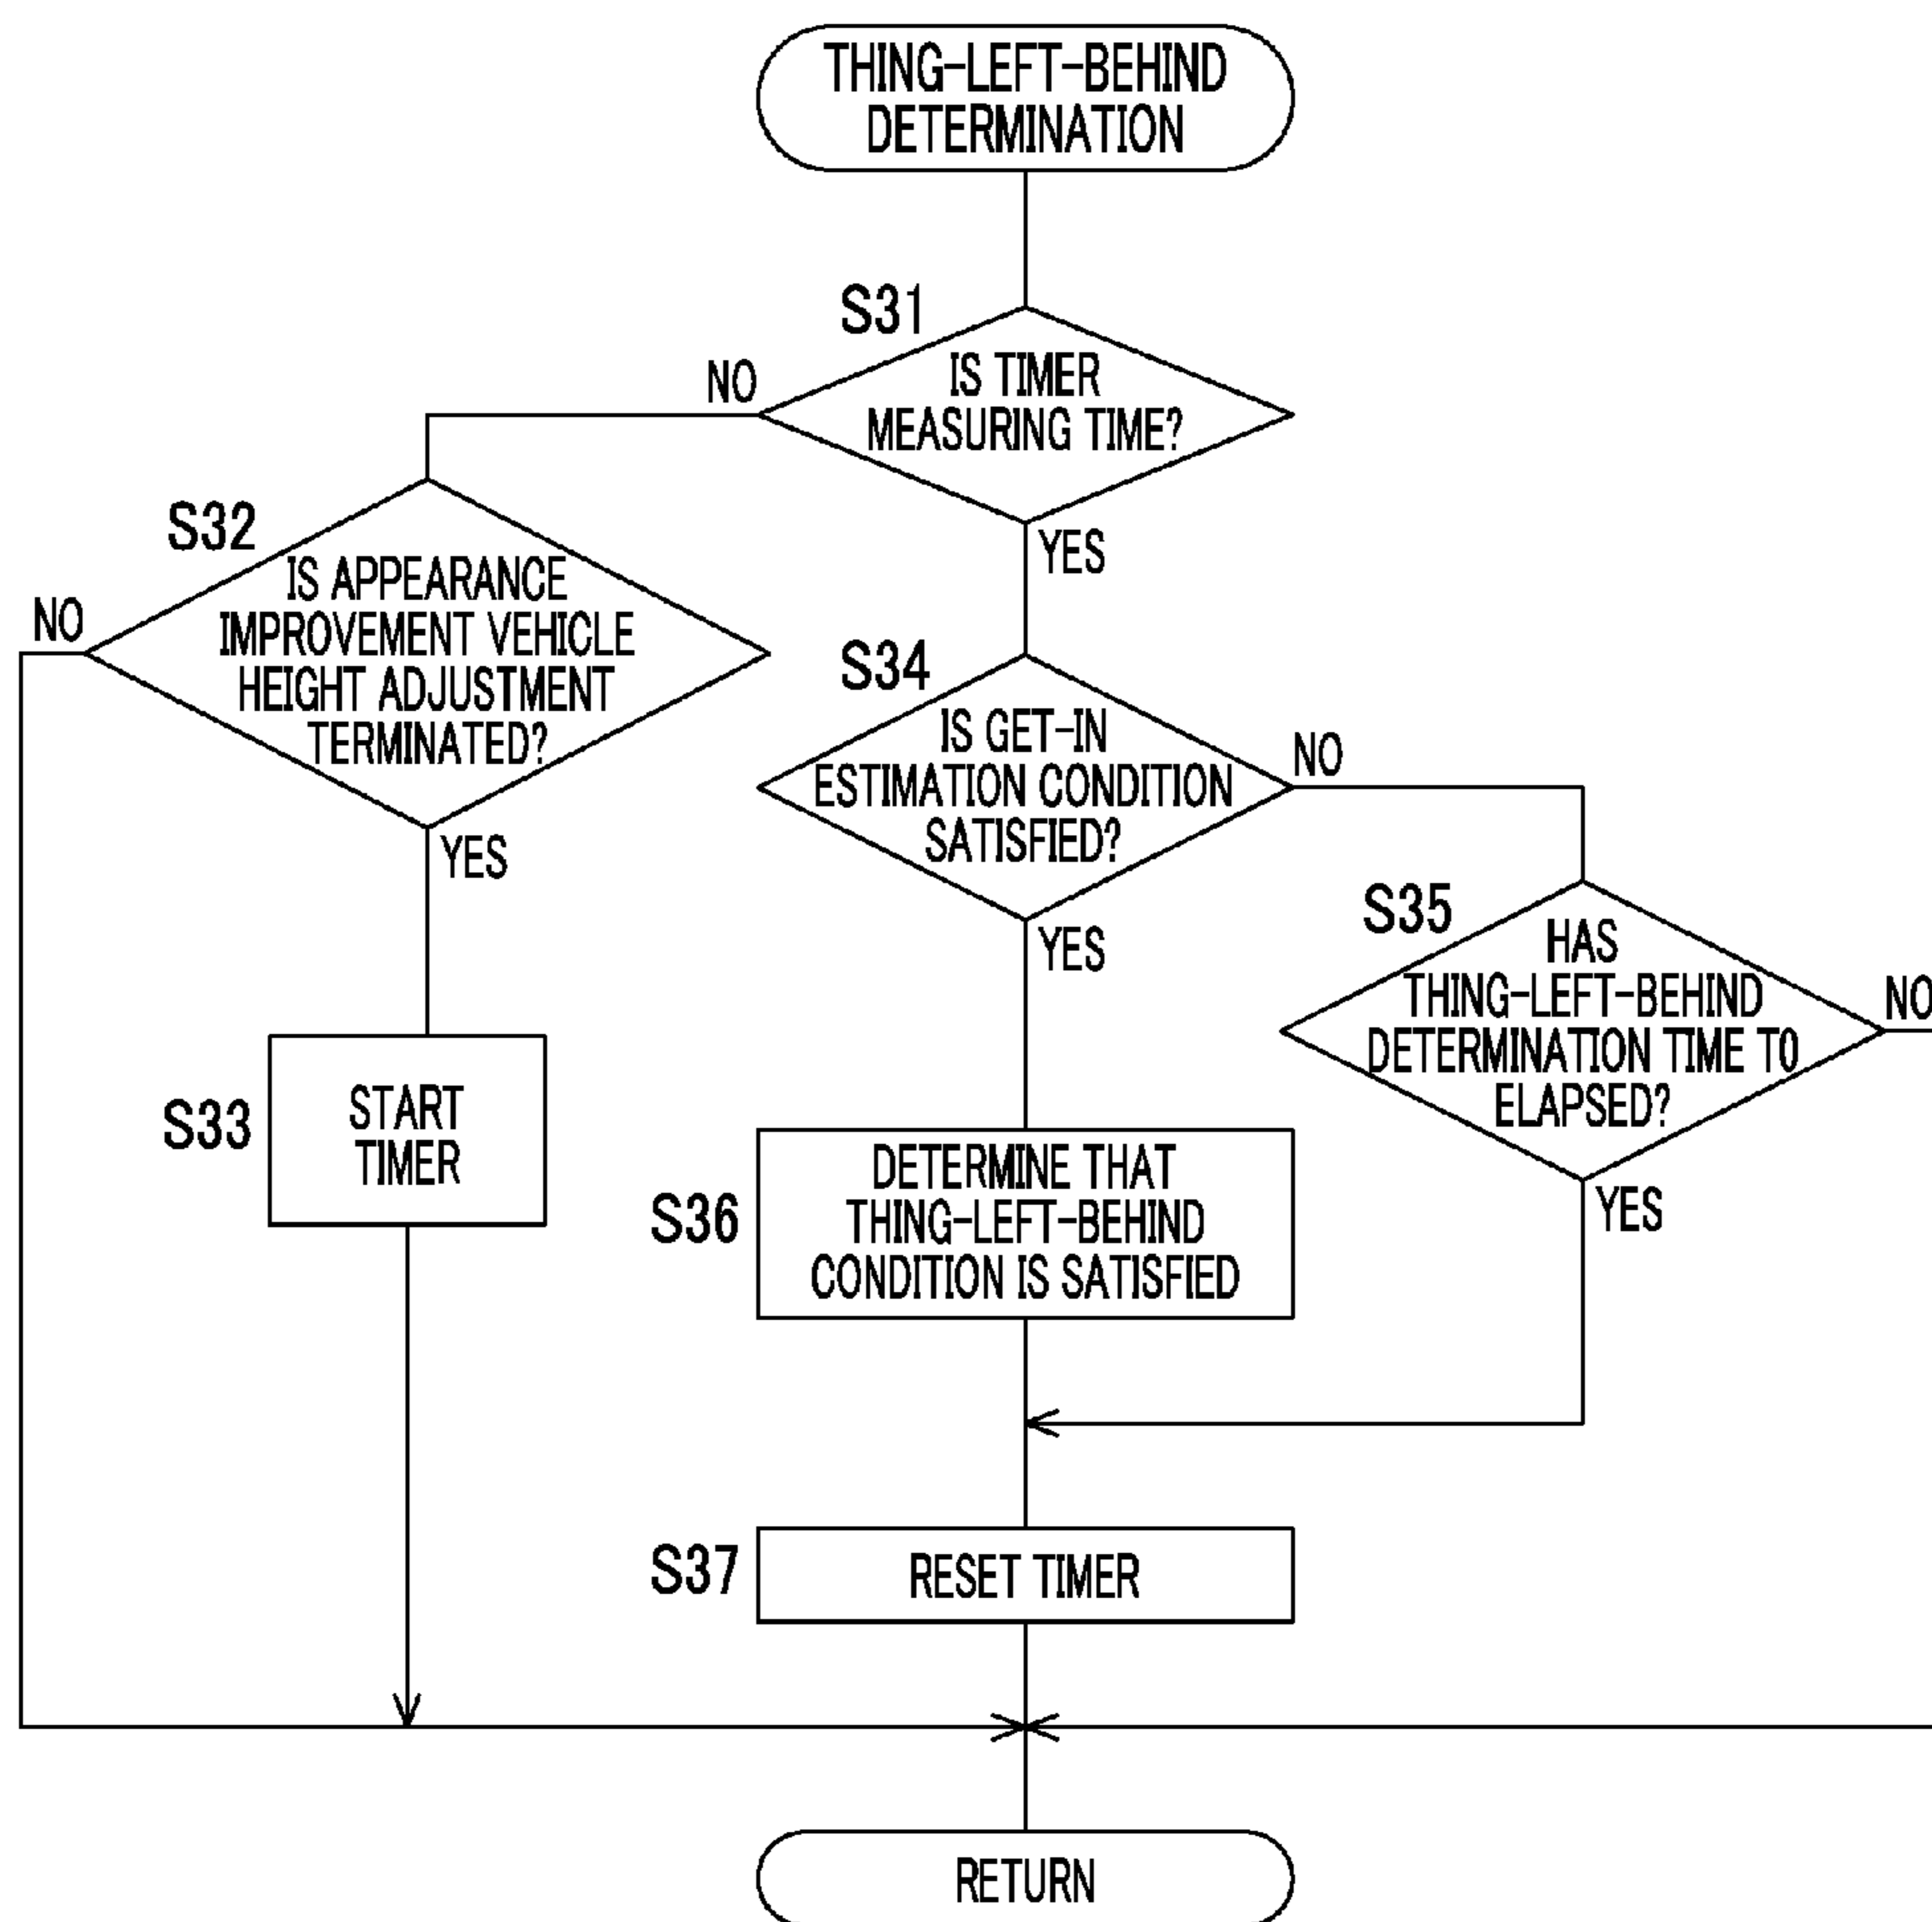 THING-LEFT-BEHIND
DETERMINATION
S31
IS TIMER
MEASURING TIME?
NO
YES
S32
IS APPEARANCE
IMPROVEMENT VEHICLE
HEIGHT ADJUSTMENT
TERMINATED?
NO
YES
S33
START
TIMER
S34
IS GET-IN
ESTIMATION CONDITION
SATISFIED?
NO
YES
S35
HAS
THING-LEFT-BEHIND
DETERMINATION TIME T0
ELAPSED?
NO
YES
S36
DETERMINE THAT
THING-LEFT-BEHIND
CONDITION IS SATISFIED
S37
RESET TIMER
RETURN